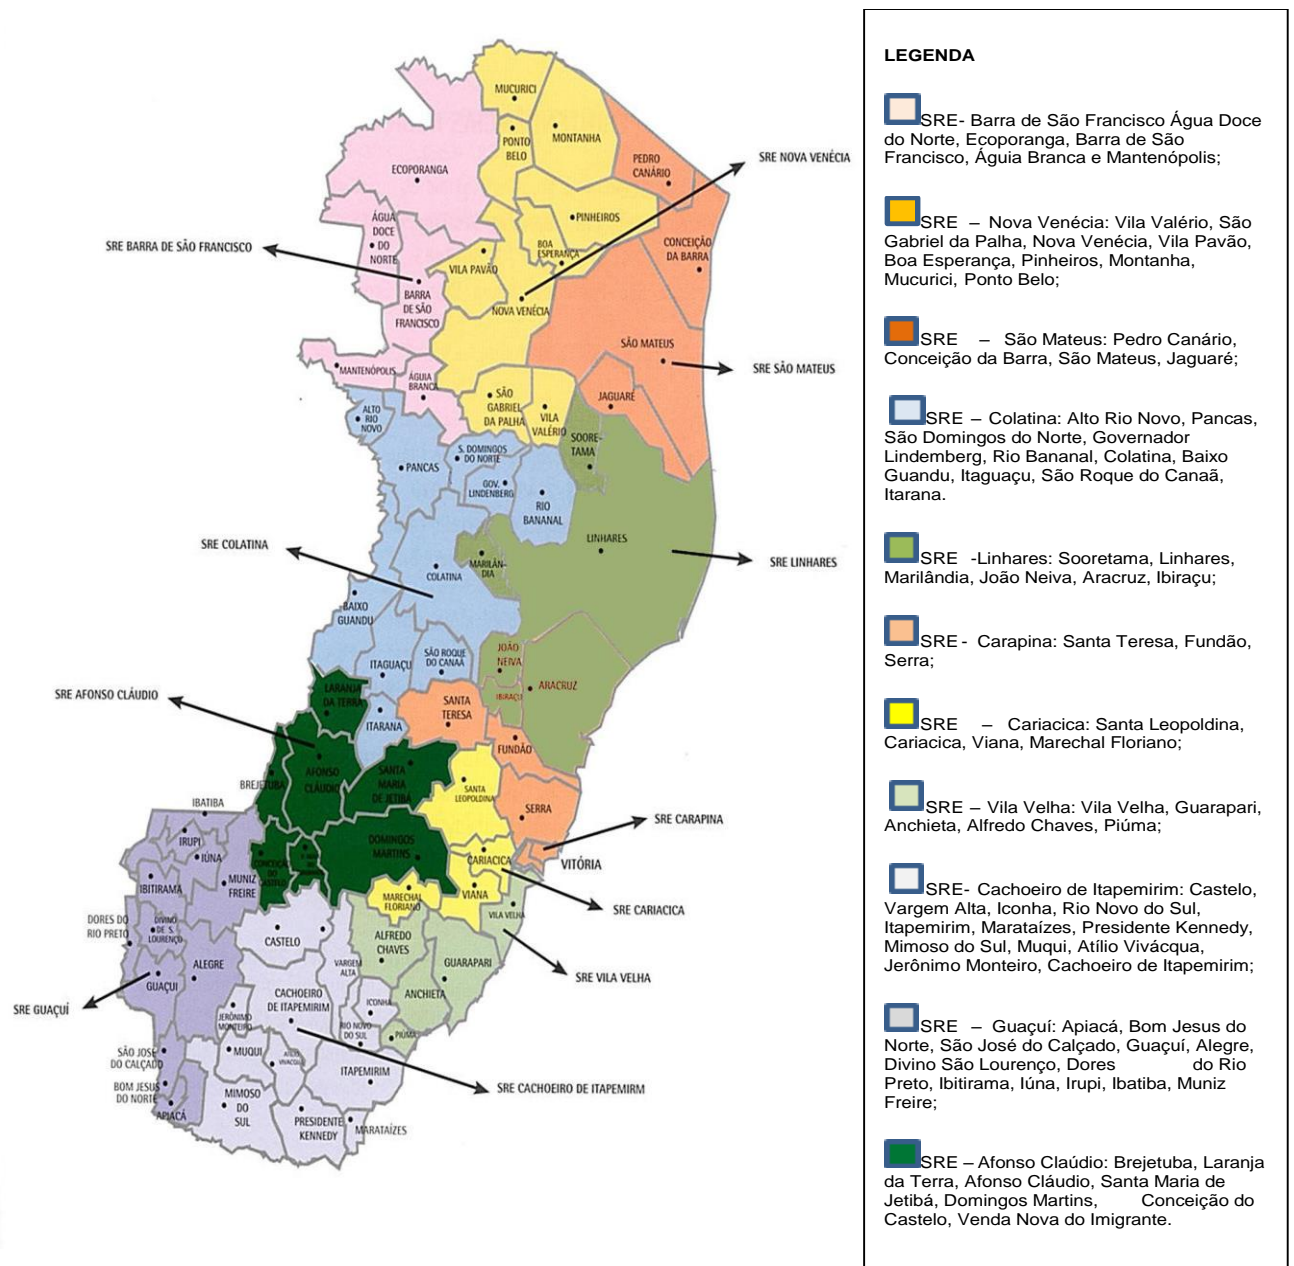 MUCURICI
PONTO
BELO
MONTANHA
PEDRO
CANÁRIO
SRE NOVA VENÉCIA
ECOPORANGA
PINHEIROS
ÁGUA
DOCE
DO
NORTE
CONCEIÇÃO
DA BARRA
BOA
ESPERANÇA
SRE BARRA DE SÃO FRANCISCO
VILA PAVÃO
BARRA
DE SÃO
FRANCISCO
NOVA VENÉCIA
SÃO MATEUS
SRE SÃO MATEUS
MANTENÓPOLIS
ÁGUIA
BRANCA
SÃO
GABRIEL
DA PALHA
VILA
VALÉRIO
JAGUARÉ
ALTO
RIO
NOVO
SOORE-
TAMA
S. DOMINGOS
DO NORTE
PANCAS
GOV.
LINDENBERG
RIO
BANANAL
LINHARES
SRE COLATINA
SRE LINHARES
MARILÂN-
DIA
COLATINA
BAIXO
GUANDU
JOÃO
NEIVA
SÃO ROQUE
DO CANAÃ
ITAGUAÇU
ARACRUZ
IBIRAÇU
SRE AFONSO CLÁUDIO
LARANJA
DA TERRA
SANTA
TERESA
ITARANA
FUNDÃO
AFONSO
CLÁUDIO
SANTA
MARIA
DE JETIBÁ
BREJETUBA
SANTA
LEOPOLDINA
IBATIBA
SERRA
SRE CARAPINA
IRUPI
IÚNA
DOMINGOS
MARTINS
CARIACICA
VITÓRIA
CONCEIÇÃO
DO
CASTELO
IBITIRAMA
MUNIZ
FREIRE
MARECHAL
FLORIANO
VIANA
SRE CARIACICA
VILA VELHA
DORES DO
RIO PRETO
DIVINO
DE S.
LOURENÇO
CASTELO
ALFREDO
CHAVES
VARGEM
ALTA
GUARAPARI
SRE VILA VELHA
ALEGRE
GUAÇUI
CACHOEIRO
DE ITAPEMIRIM
ANCHIETA
ICONHA
SRE GUAÇUÍ
JERÔNIMO
MONTEIRO
RIO NOVO
DO SUL
PIÚMA
SÃO JOSÉ
DO CALÇADO
MUQUI
ATÍLIO
VIVACQUA
ITAPEMIRIM
SRE CACHOEIRO DE ITAPEMIRM
BOM JESUS
DO NORTE
APIACÁ
MIMOSO
DO
SUL
PRESIDENTE
KENNEDY
MARATAÍZES
LEGENDA
SRE- Barra de São Francisco Água Doce
do Norte, Ecoporanga, Barra de São
Francisco, Águia Branca e Mantenópolis;
SRE – Nova Venécia: Vila Valério, São
Gabriel da Palha, Nova Venécia, Vila Pavão,
Boa Esperança, Pinheiros, Montanha,
Mucurici, Ponto Belo;
SRE – São Mateus: Pedro Canário,
Conceição da Barra, São Mateus, Jaguaré;
SRE – Colatina: Alto Rio Novo, Pancas,
São Domingos do Norte, Governador
Lindemberg, Rio Bananal, Colatina, Baixo
Guandu, Itaguaçu, São Roque do Canaã,
Itarana.
SRE -Linhares: Sooretama, Linhares,
Marilândia, João Neiva, Aracruz, Ibiraçu;
SRE - Carapina: Santa Teresa, Fundão,
Serra;
SRE – Cariacica: Santa Leopoldina,
Cariacica, Viana, Marechal Floriano;
SRE – Vila Velha: Vila Velha, Guarapari,
Anchieta, Alfredo Chaves, Piúma;
SRE- Cachoeiro de Itapemirim: Castelo,
Vargem Alta, Iconha, Rio Novo do Sul,
Itapemirim, Marataízes, Presidente Kennedy,
Mimoso do Sul, Muqui, Atílio Vivácqua,
Jerônimo Monteiro, Cachoeiro de Itapemirim;
SRE – Guaçuí: Apiacá, Bom Jesus do
Norte, São José do Calçado, Guaçuí, Alegre,
Divino São Lourenço, Dores do Rio
Preto, Ibitirama, Iúna, Irupi, Ibatiba, Muniz
Freire;
SRE – Afonso Claúdio: Brejetuba, Laranja
da Terra, Afonso Cláudio, Santa Maria de
Jetibá, Domingos Martins, Conceição do
Castelo, Venda Nova do Imigrante.